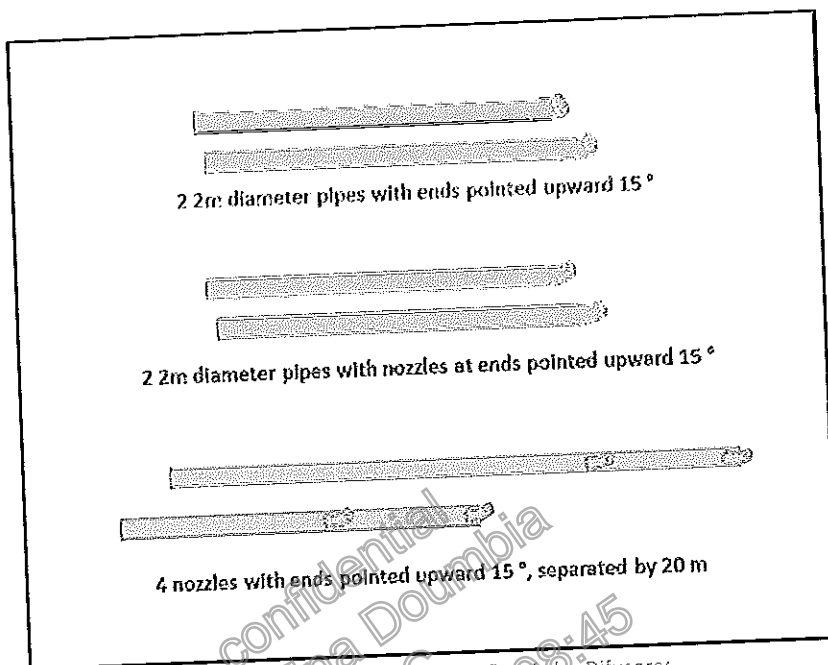 2 2m diameter pipes with ends pointed upward 15 °
2 2m diameter pipes with nozzles at ends pointed upward 15 °
4 nozzles with ends pointed upward 15 °, separated by 20 m
confidential
Doumbia
:45